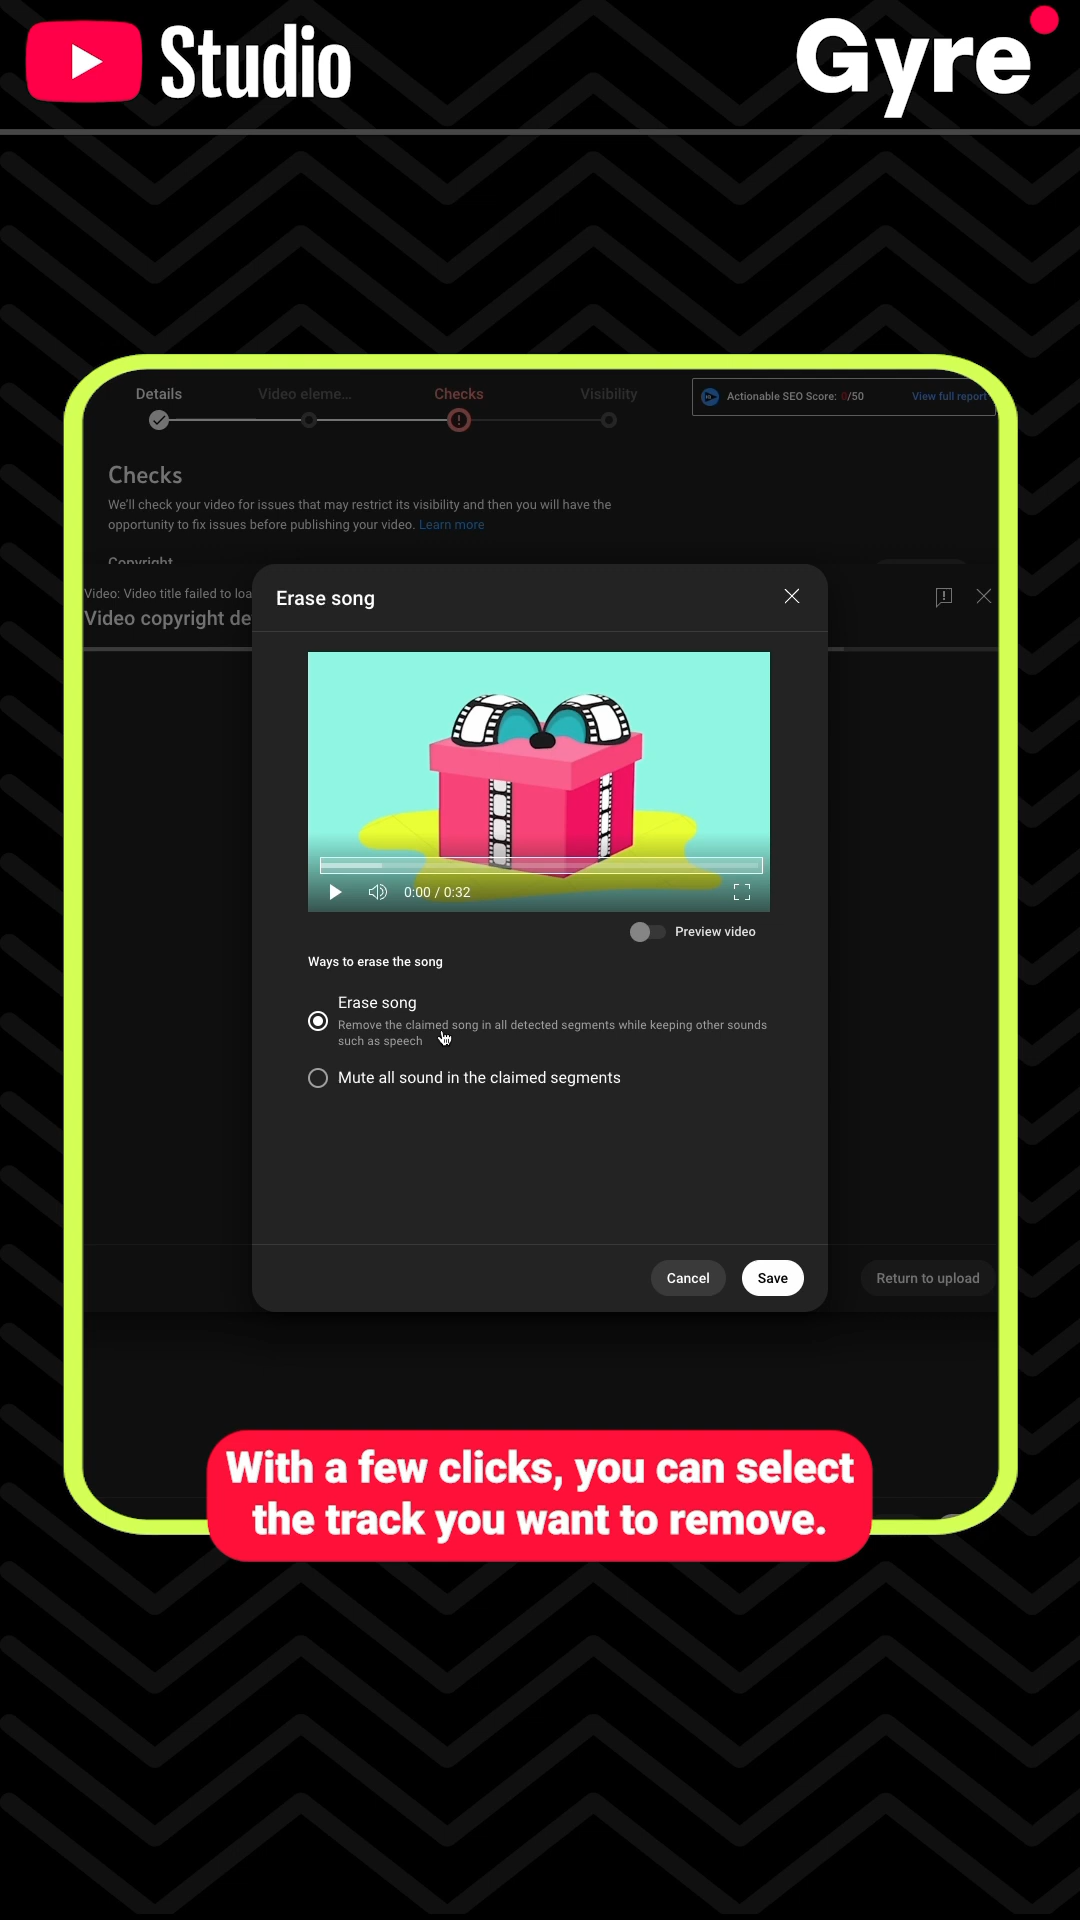 Studio
Gyre
Details
Video eleme...
Checks
Visibility
Actionable SEO Score: 0/50
View full report
Checks
We'll check your video for issues that may restrict its visibility and then you will have the
opportunity to fix issues before publishing your video. Learn more
Copyright
Video: Video title failed to loa
Video copyright de
Erase song
0:00 / 0:32
Preview video
Ways to erase the song
Erase song
Remove the claimed song in all detected segments while keeping other sounds
such as speech
Mute all sound in the claimed segments
Cancel
Save
Return to upload
With a few clicks, you can select
the track you want to remove.